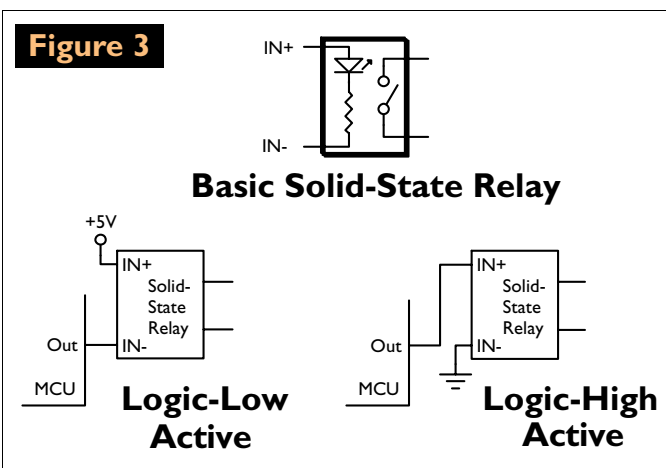 Figure 3
IN+
IN-
Basic Solid-State Relay
+5V
IN+
Solid-
State
Relay
Out
IN-
MCU
Logic-Low
Active
IN+
Solid-
State
Relay
Out
IN-
MCU
Logic-High
Active